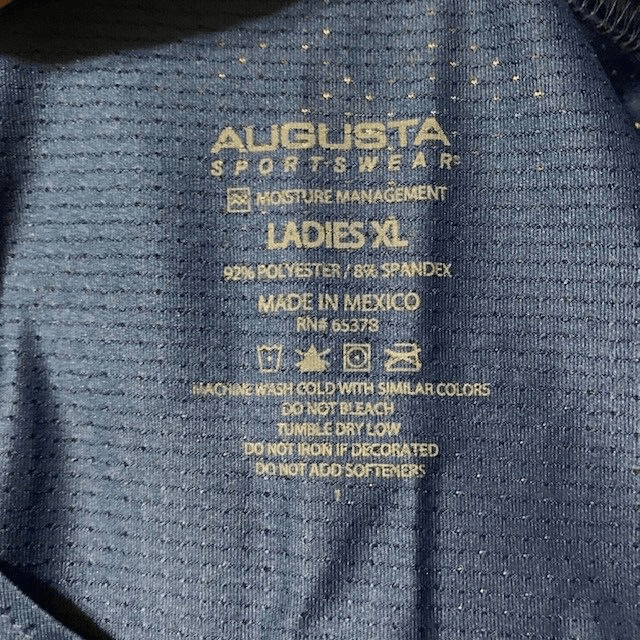 AUGUSTA
SPORTSWEAR®
MOISTURE MANAGEMENT
LADIES XL
92% POLYESTER / 8% SPANDEX
MADE IN MEXICO
RN# 65378
MACHINE WASH COLD WITH SIMILAR COLORS
DO NOT BLEACH
TUMBLE DRY LOW
DO NOT IRON IF DECORATED
DO NOT ADD SOFTENERS
1